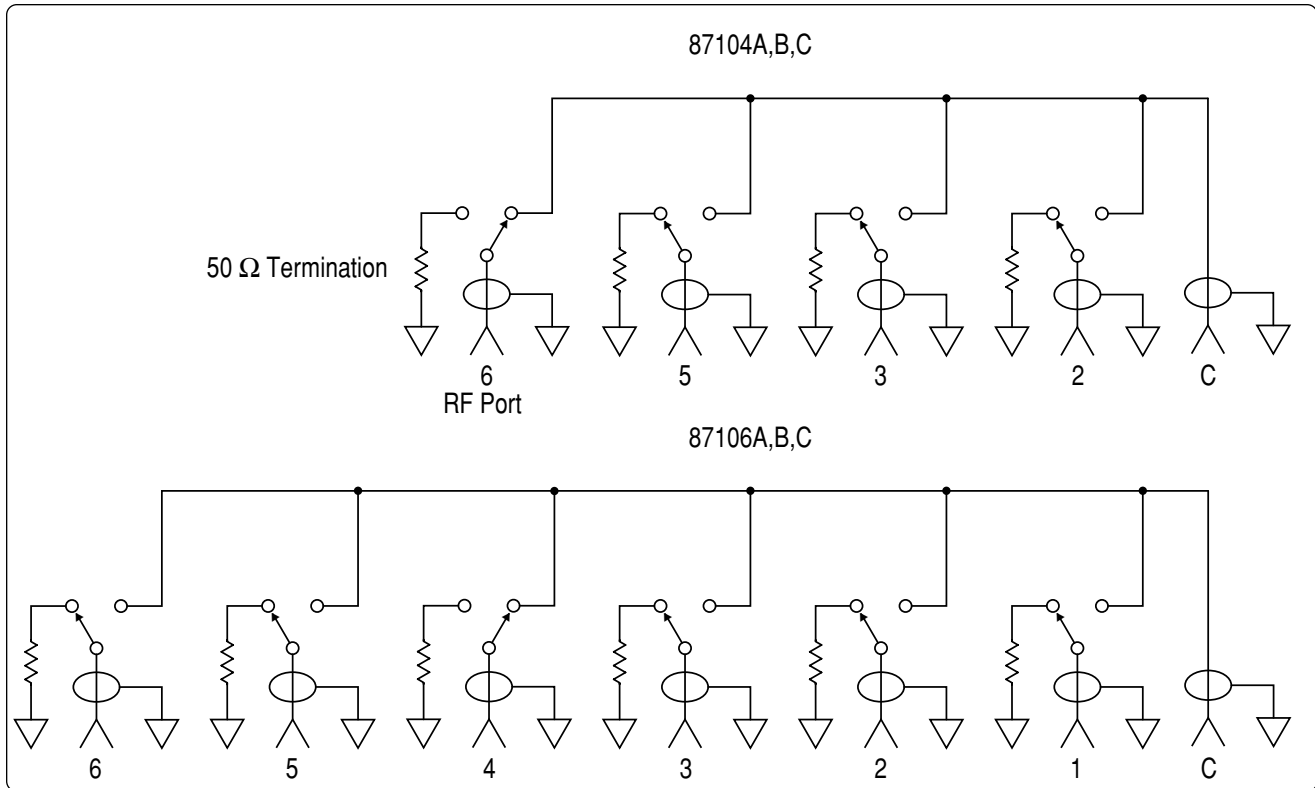 87104A,B,C
50 Ω Termination
6 5 3 2 C
RF Port
87106A,B,C
6 5 4 3 2 1 C